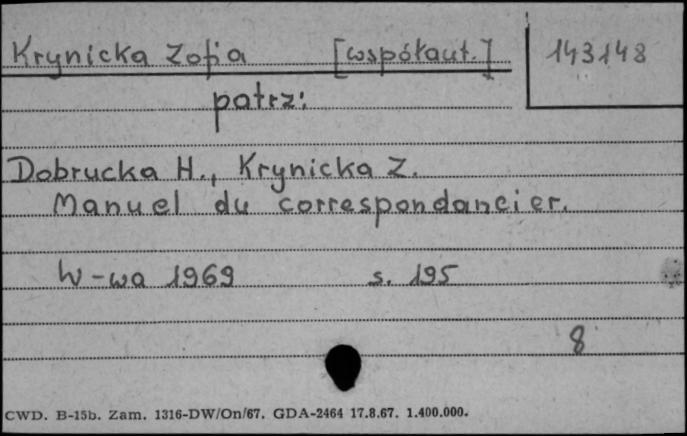 Krynicka Zofia [współaut.] 143148
patrz:
Dobrucka H., Krynicka Z.
Manuel du correspondancier.
W-wa 1969 s. 195
8
CWD. B-15b. Zam. 1316-DW/On/67. GDA-2464 17.8.67. 1.400.000.